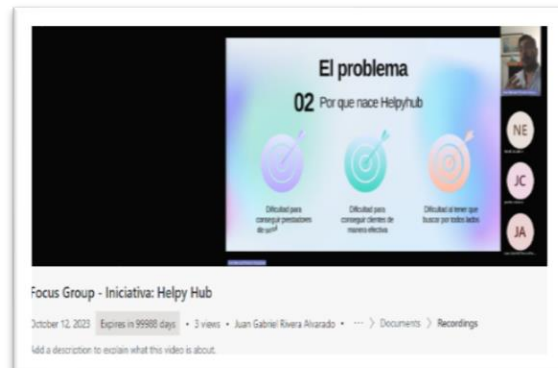 El problema
02 Por que nace Helpyhub
Dificultad para
conseguir prestadores
de servi
Dificultad para
conseguir clientes de
manera efectiva
Dificultad al tener que
buscar por todos lados
NE
JC
JA
Focus Group - Iniciativa: Helpy Hub
October 12, 2023 Expires in 99988 days • 3 views • Juan Gabriel Rivera Alvarado • ··· > Documents > Recordings
Add a description to explain what this video is about.